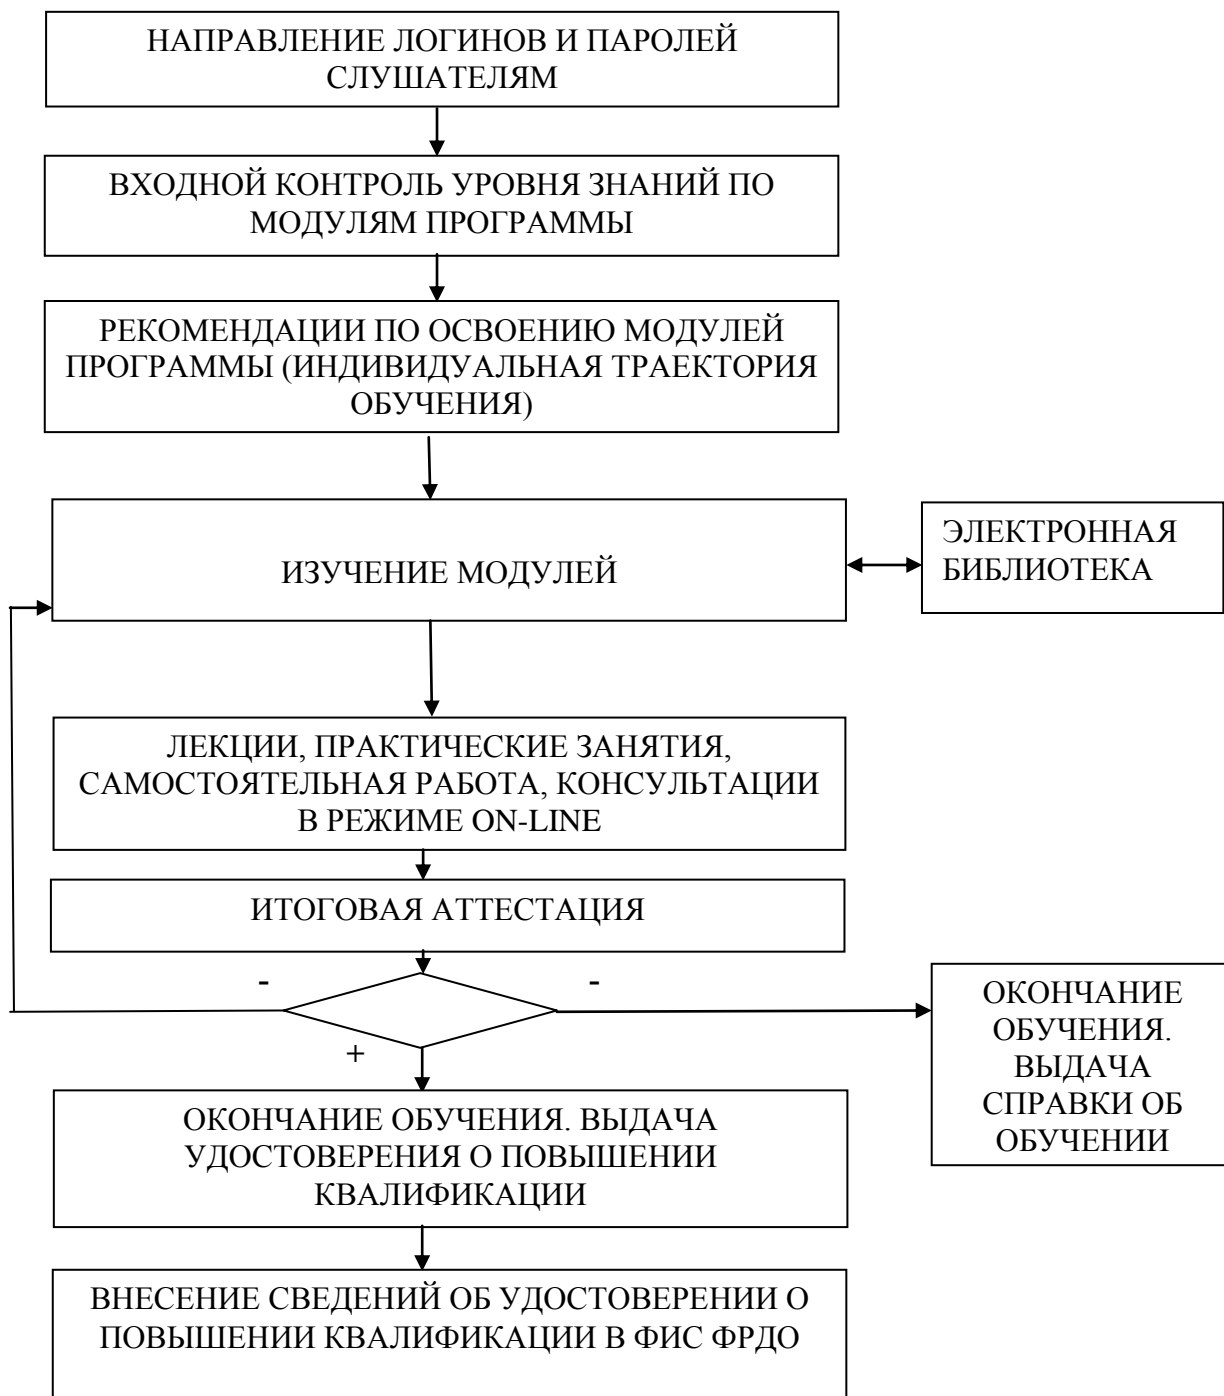 НАПРАВЛЕНИЕ ЛОГИНОВ И ПАРОЛЕЙ
СЛУШАТЕЛЯМ
ВХОДНОЙ КОНТРОЛЬ УРОВНЯ ЗНАНИЙ ПО
МОДУЛЯМ ПРОГРАММЫ
РЕКОМЕНДАЦИИ ПО ОСВОЕНИЮ МОДУЛЕЙ
ПРОГРАММЫ (ИНДИВИДУАЛЬНАЯ ТРАЕКТОРИЯ
ОБУЧЕНИЯ)
ИЗУЧЕНИЕ МОДУЛЕЙ
ЭЛЕКТРОННАЯ
БИБЛИОТЕКА
ЛЕКЦИИ, ПРАКТИЧЕСКИЕ ЗАНЯТИЯ,
САМОСТОЯТЕЛЬНАЯ РАБОТА, КОНСУЛЬТАЦИИ
В РЕЖИМЕ ON-LINE
ИТОГОВАЯ АТТЕСТАЦИЯ
-
-
+
ОКОНЧАНИЕ
ОБУЧЕНИЯ.
ВЫДАЧА
СПРАВКИ ОБ
ОБУЧЕНИИ
ОКОНЧАНИЕ ОБУЧЕНИЯ. ВЫДАЧА
УДОСТОВЕРЕНИЯ О ПОВЫШЕНИИ
КВАЛИФИКАЦИИ
ВНЕСЕНИЕ СВЕДЕНИЙ ОБ УДОСТОВЕРЕНИИ О
ПОВЫШЕНИИ КВАЛИФИКАЦИИ В ФИС ФРДО